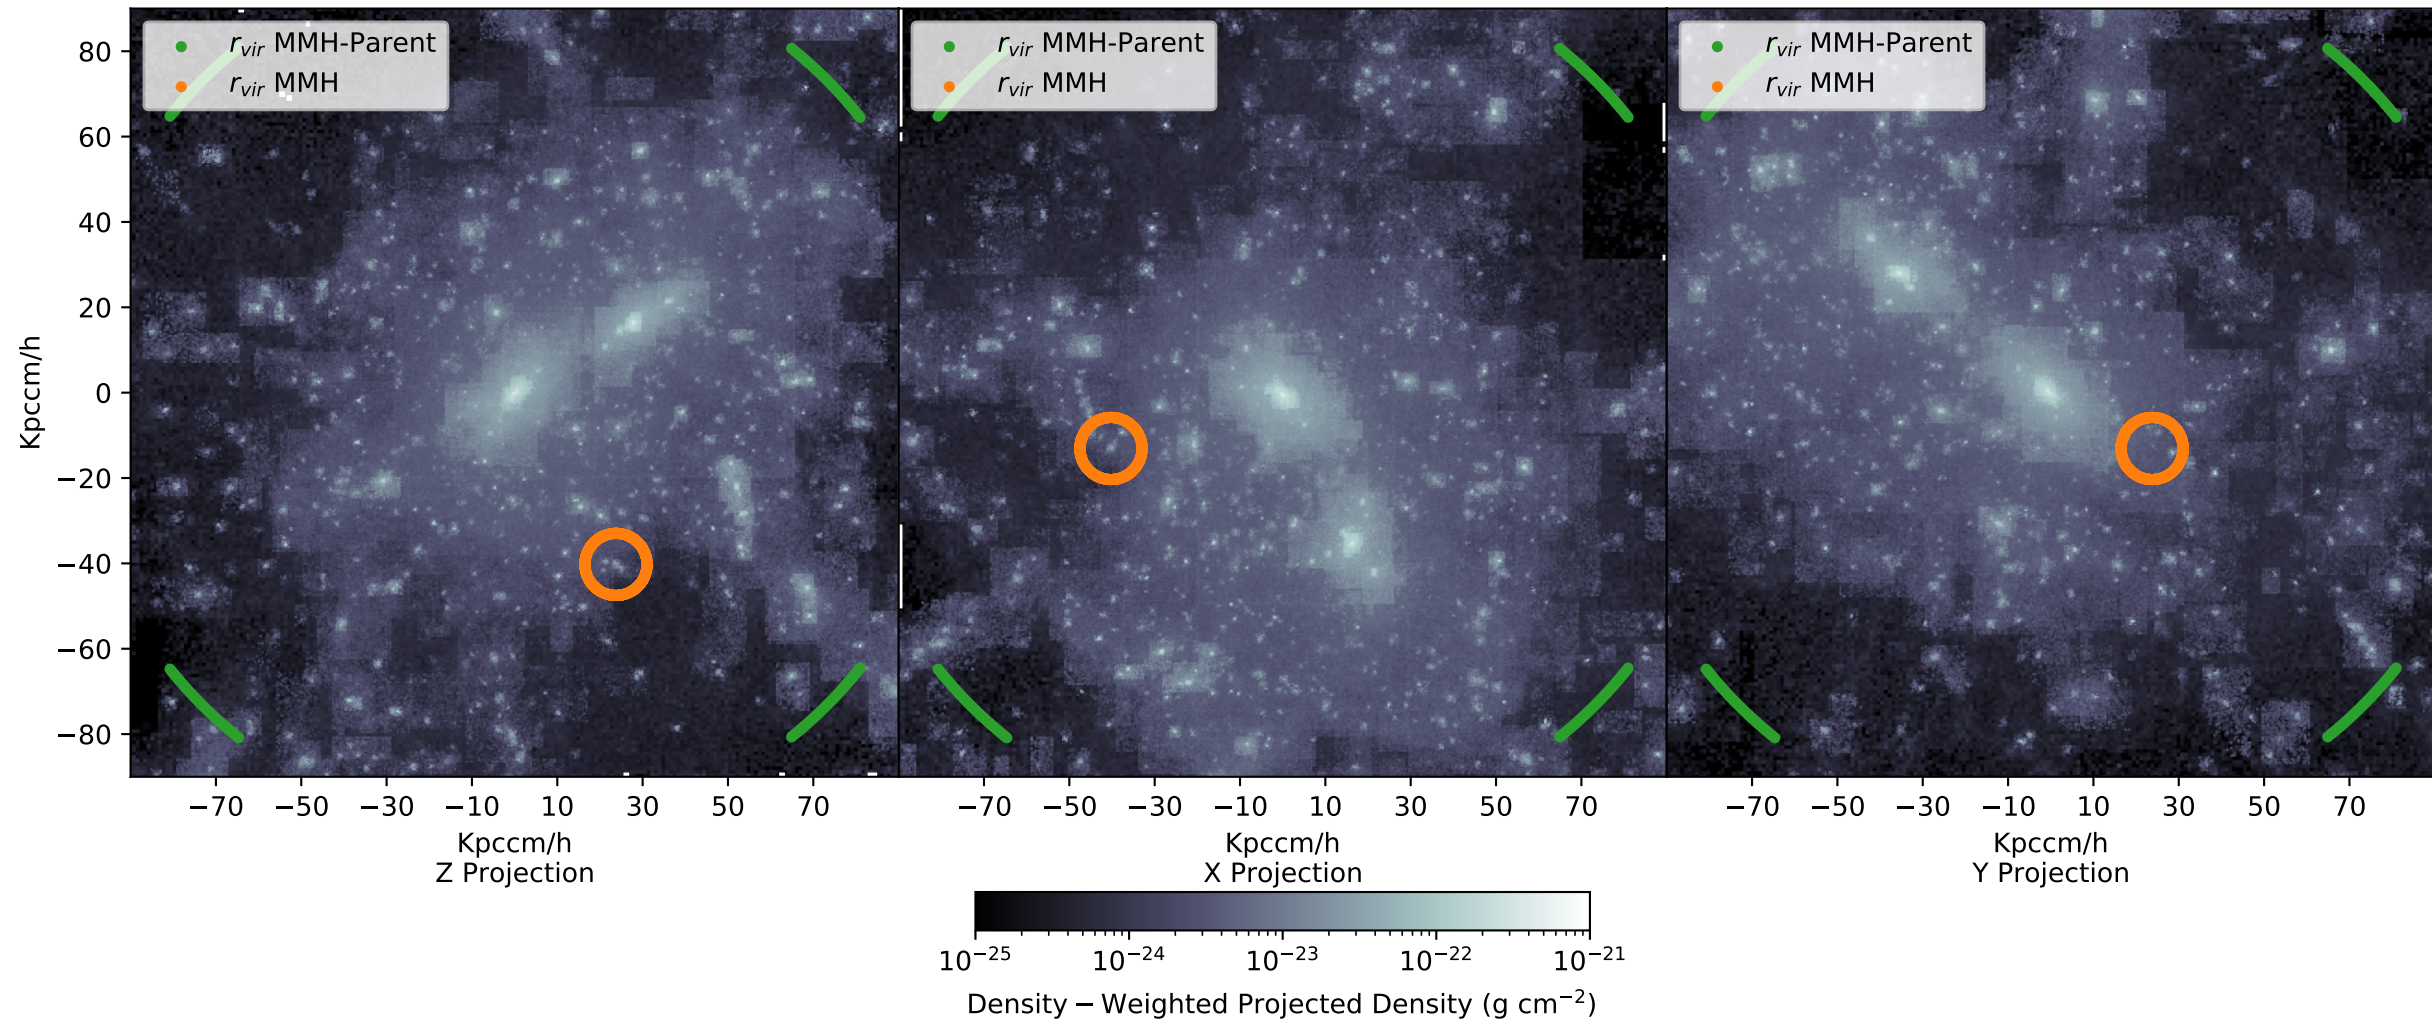 r_vir MMH-Parent
r_vir MMH
r_vir MMH-Parent
r_vir MMH
r_vir MMH-Parent
r_vir MMH
80
60
40
20
0
−20
−40
−60
−80
Kpccm/h
−70 −50 −30 −10 10 30 50 70
−70 −50 −30 −10 10 30 50 70
−70 −50 −30 −10 10 30 50 70
Kpccm/h
Z Projection
Kpccm/h
X Projection
Kpccm/h
Y Projection
10⁻²⁵ 10⁻²⁴ 10⁻²³ 10⁻²² 10⁻²¹
Density − Weighted Projected Density (g cm⁻²)